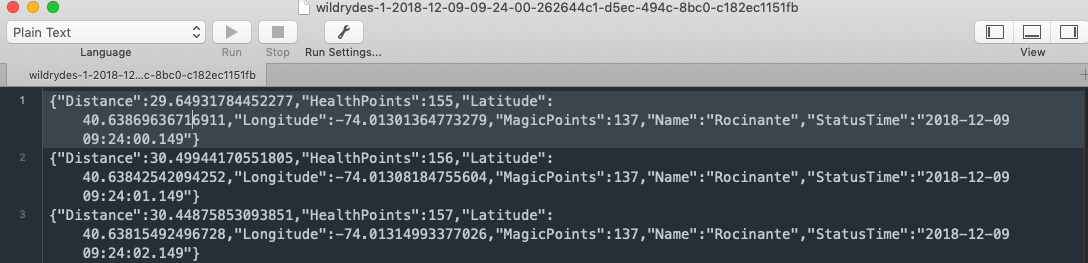 wildrydes-1-2018-12-09-09-24-00-262644c1-d5ec-494c-8bc0-c182ec1151fb
Plain Text
Language
Run
Stop
Run Settings...
View
wildrydes-1-2018-12...c-8bc0-c182ec1151fb
1 {"Distance":29.64931784452277,"HealthPoints":155,"Latitude":
40.63869636716911,"Longitude":-74.01301364773279,"MagicPoints":137,"Name":"Rocinante","StatusTime":"2018-12-09
09:24:00.149"}
2 {"Distance":30.49944170551805,"HealthPoints":156,"Latitude":
40.63842542094252,"Longitude":-74.01308184755604,"MagicPoints":137,"Name":"Rocinante","StatusTime":"2018-12-09
09:24:01.149"}
3 {"Distance":30.44875853093851,"HealthPoints":157,"Latitude":
40.63815492496728,"Longitude":-74.01314993377026,"MagicPoints":137,"Name":"Rocinante","StatusTime":"2018-12-09
09:24:02.149"}